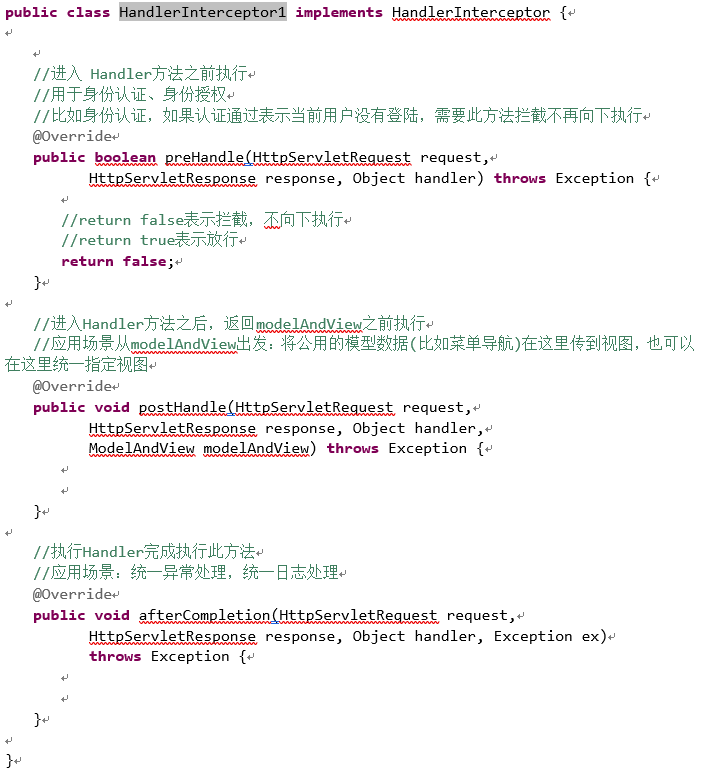 public class HandlerInterceptor1 implements HandlerInterceptor {
//进入 Handler方法之前执行
//用于身份认证、身份授权
//比如身份认证，如果认证通过表示当前用户没有登陆，需要此方法拦截不再向下执行
@Override
public boolean preHandle(HttpServletRequest request,
HttpServletResponse response, Object handler) throws Exception {
//return false表示拦截，不向下执行
//return true表示放行
return false;
}
//进入Handler方法之后，返回modelAndView之前执行
//应用场景从modelAndView出发：将公用的模型数据(比如菜单导航)在这里传到视图，也可以
在这里统一指定视图
@Override
public void postHandle(HttpServletRequest request,
HttpServletResponse response, Object handler,
ModelAndView modelAndView) throws Exception {
}
//执行Handler完成执行此方法
//应用场景：统一异常处理，统一日志处理
@Override
public void afterCompletion(HttpServletRequest request,
HttpServletResponse response, Object handler, Exception ex)
throws Exception {
}
}